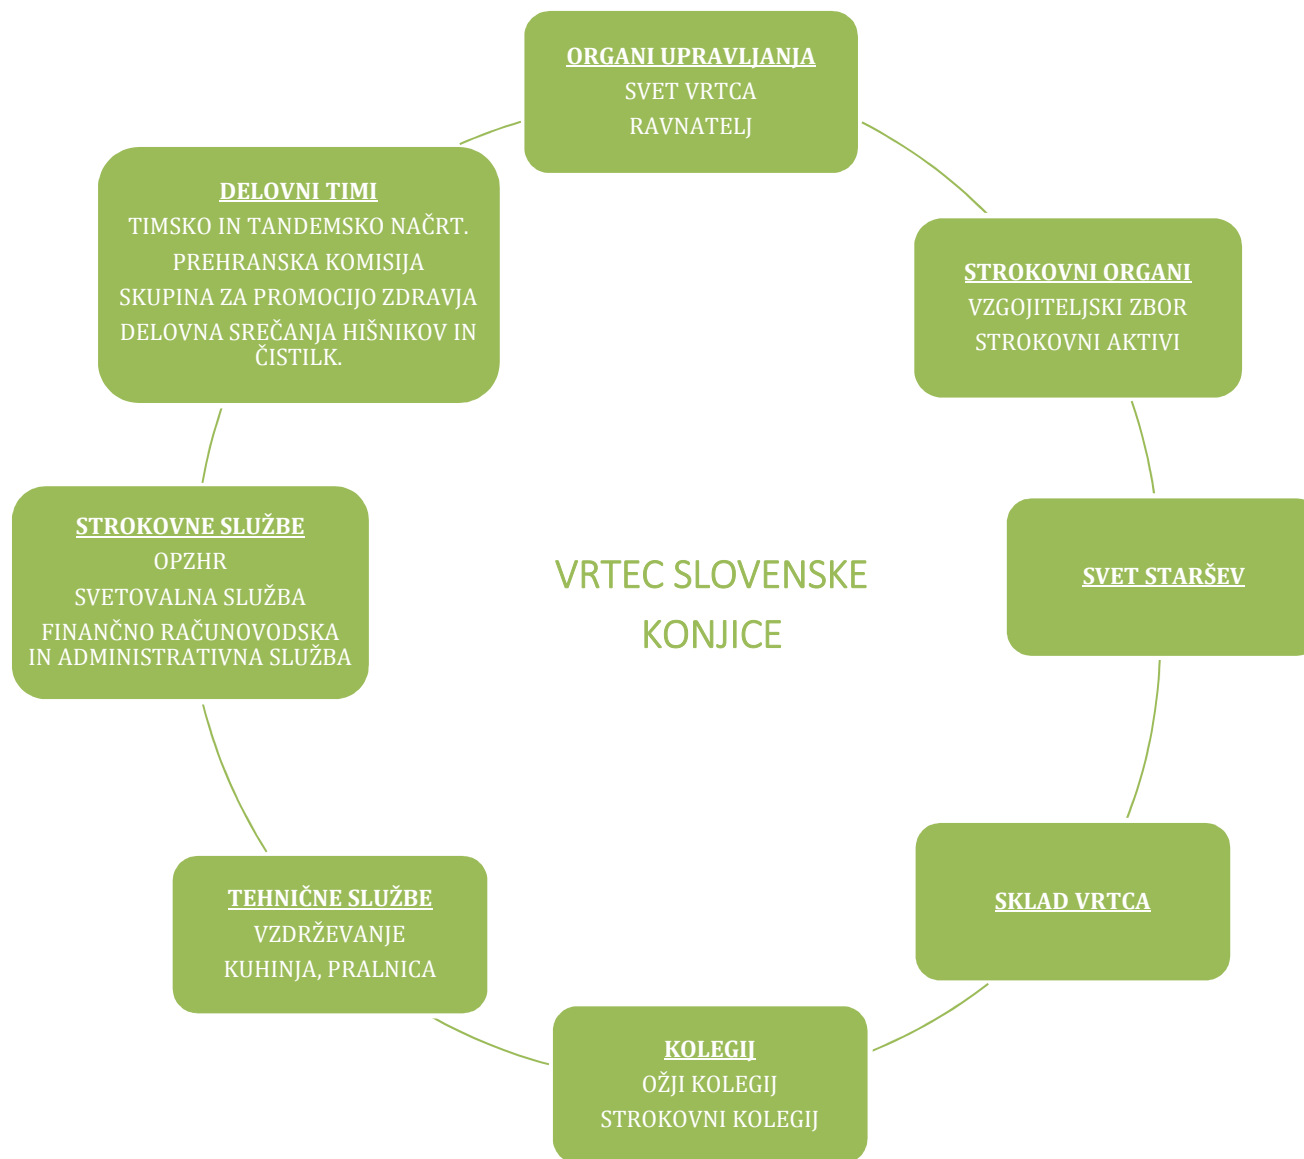 ORGANI UPRAVLJANJA
SVET VRTCA
RAVNATELJ
STROKOVNI ORGANI
VZGOJITELJSKI ZBOR
STROKOVNI AKTIVI
SVET STARŠEV
SKLAD VRTCA
KOLEGIJ
OŽJI KOLEGIJ
STROKOVNI KOLEGIJ
TEHNIČNE SLUŽBE
VZDRŽEVANJE
KUHINJA, PRALNICA
STROKOVNE SLUŽBE
OPZHR
SVETOVALNA SLUŽBA
FINANČNO RAČUNOVODSKA
IN ADMINISTRATIVNA SLUŽBA
DELOVNI TIMI
TIMSKO IN TANDEMSKO NAČRT.
PREHRANSKA KOMISIJA
SKUPINA ZA PROMOCIJO ZDRAVJA
DELOVNA SREČANJA HIŠNIKOV IN
ČISTILK.
VRTEC SLOVENSKE
KONJICE